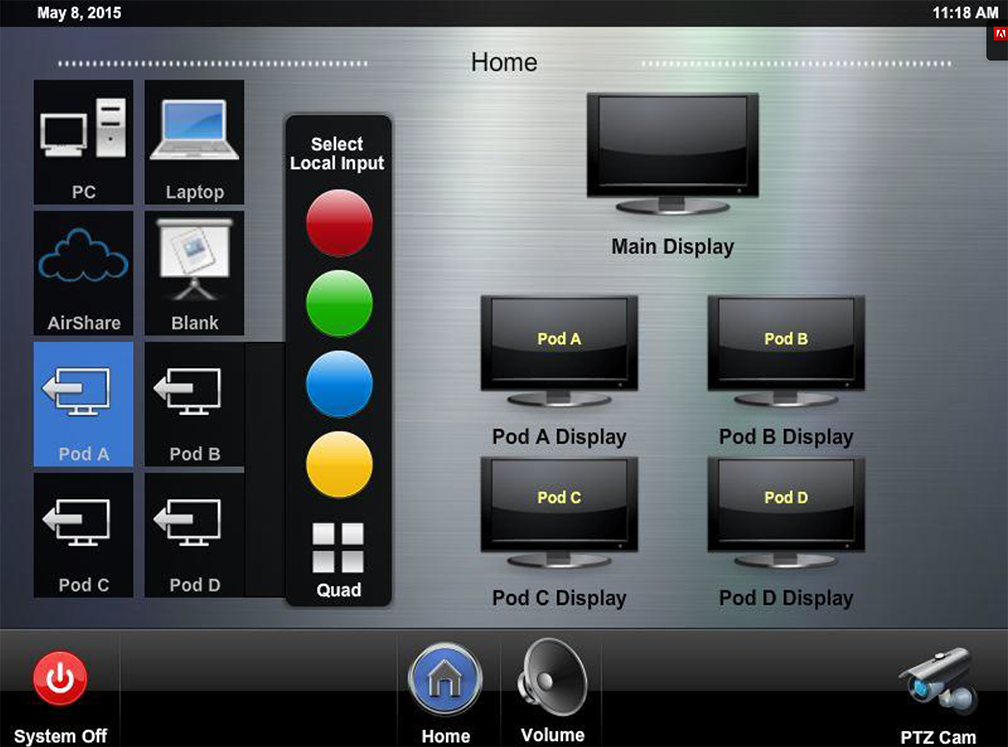 May 8, 2015
11:18 AM
Home
PC
Laptop
Select
Local Input
Main Display
AirShare
Blank
Pod A
Pod B
Pod A
Pod B
Pod A Display
Pod B Display
Pod C
Pod D
Pod C
Pod D
Quad
Pod C Display
Pod D Display
System Off
Home
Volume
PTZ Cam